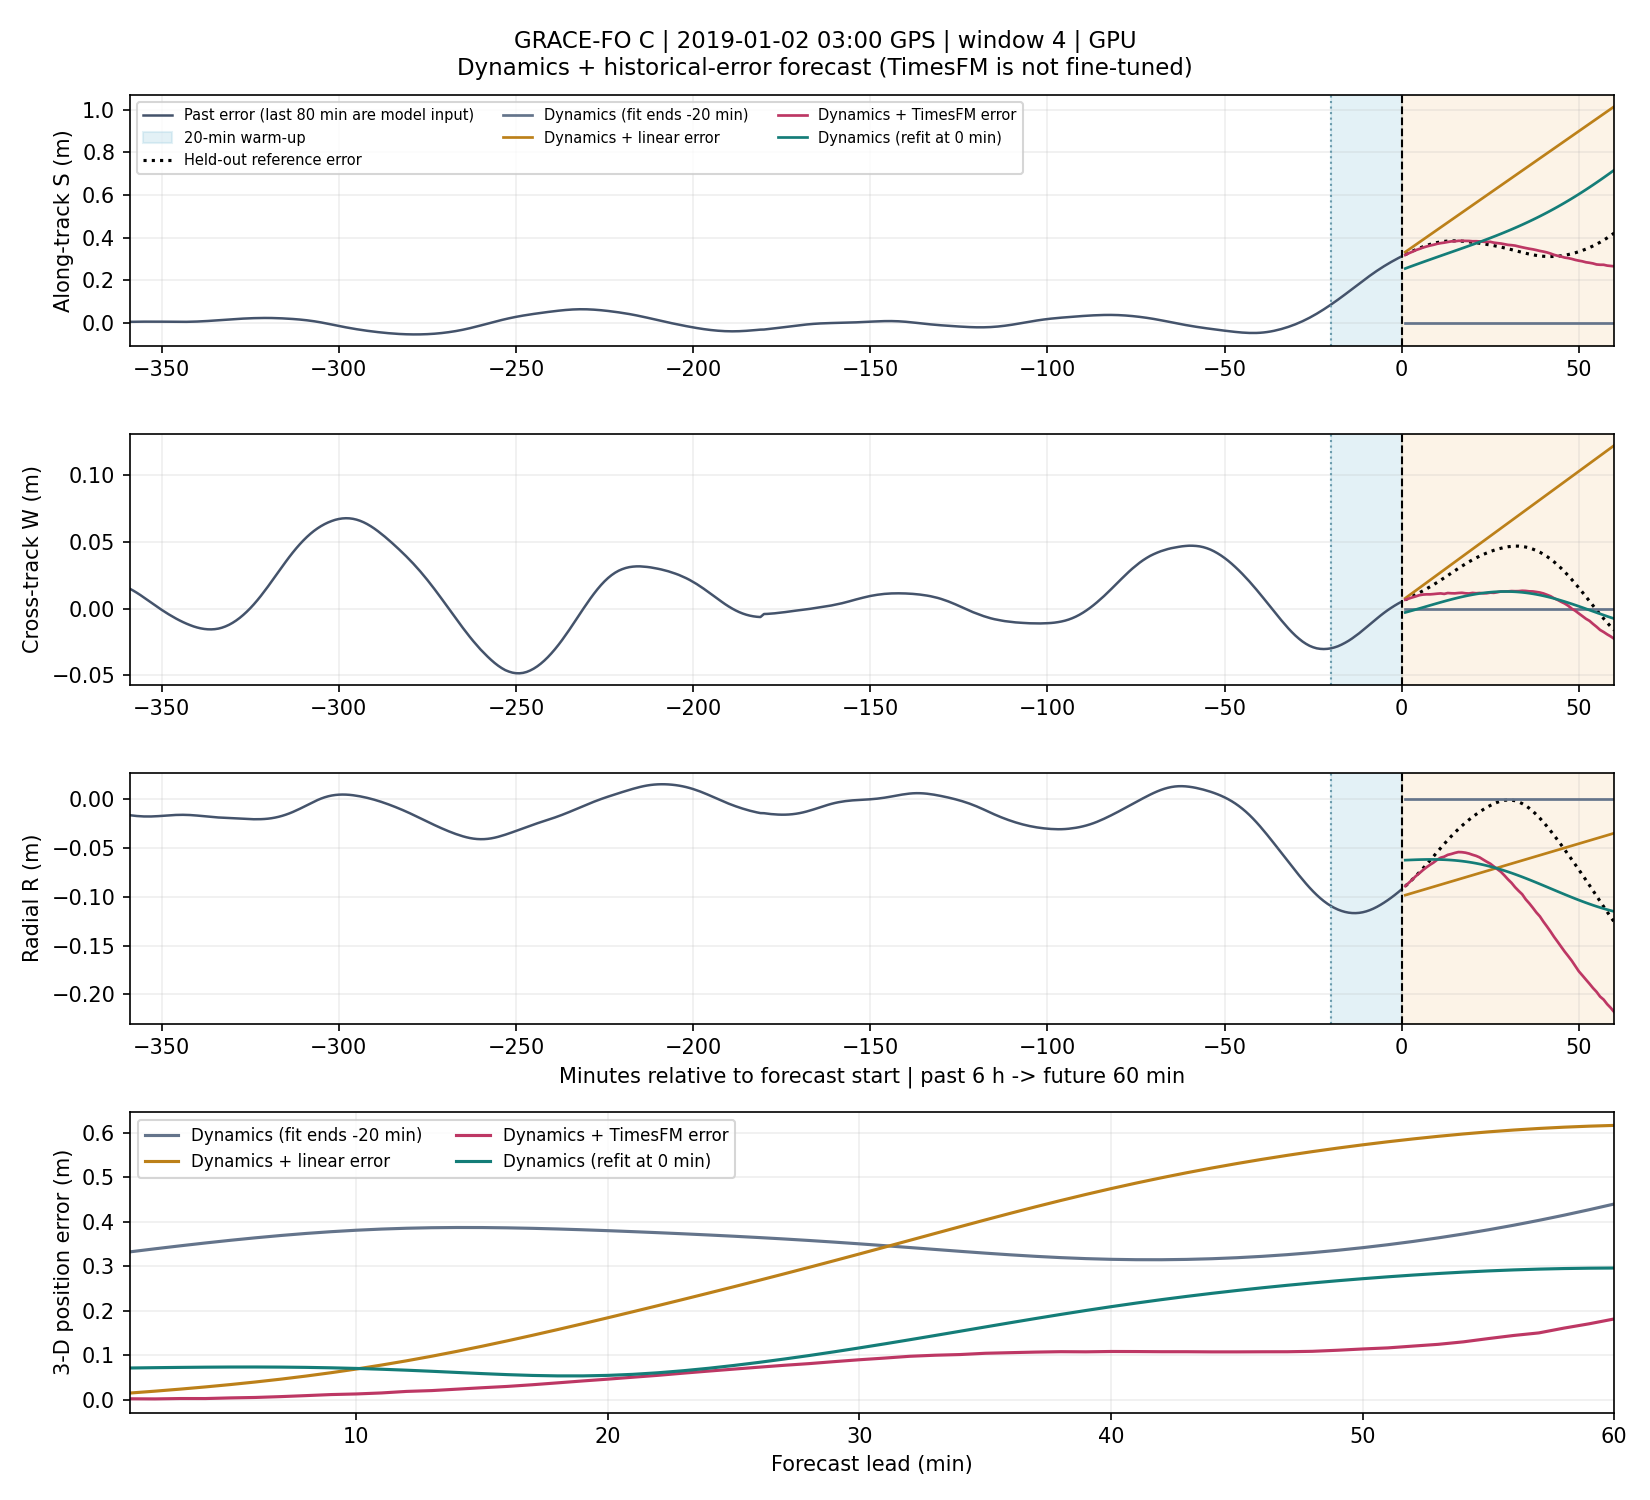 GRACE-FO C | 2019-01-02 03:00 GPS | window 4 | GPU
Dynamics + historical-error forecast (TimesFM is not fine-tuned)
Along-track S (m)
1.0
0.8
0.6
0.4
0.2
0.0
Past error (last 80 min are model input)
20-min warm-up
Held-out reference error
Dynamics (fit ends -20 min)
Dynamics + linear error
Dynamics + TimesFM error
Dynamics (refit at 0 min)
−350 −300 −250 −200 −150 −100 −50 0 50
Cross-track W (m)
0.10
0.05
0.00
−0.05
−350 −300 −250 −200 −150 −100 −50 0 50
Radial R (m)
0.00
−0.05
−0.10
−0.15
−0.20
−350 −300 −250 −200 −150 −100 −50 0 50
Minutes relative to forecast start | past 6 h -> future 60 min
3-D position error (m)
0.6
0.5
0.4
0.3
0.2
0.1
0.0
Dynamics (fit ends -20 min)
Dynamics + linear error
Dynamics + TimesFM error
Dynamics (refit at 0 min)
10 20 30 40 50 60
Forecast lead (min)